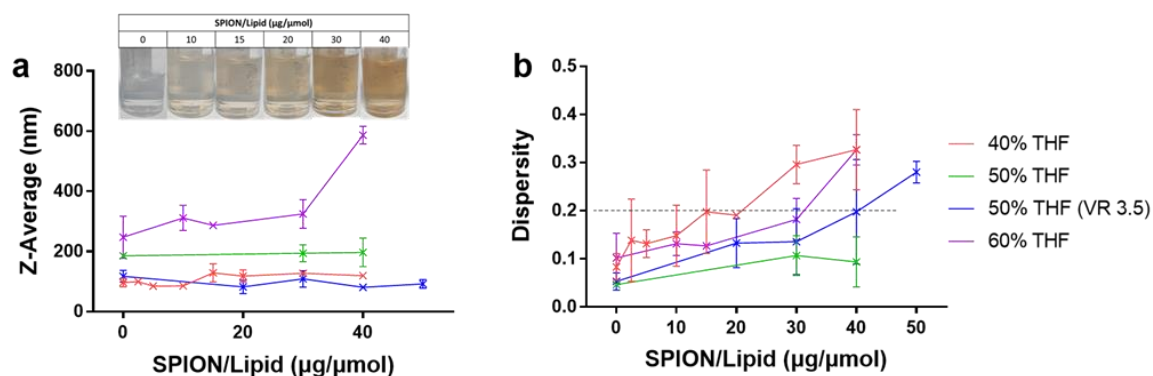 SPION/Lipid (µg/µmol)
0 10 15 20 30 40
a
800
600
400
200
0
Z-Average (nm)
0 20 40
SPION/Lipid (µg/µmol)
b
0.5
0.4
0.3
0.2
0.1
0.0
Dispersity
0 10 20 30 40 50
SPION/Lipid (µg/µmol)
40% THF
50% THF
50% THF (VR 3.5)
60% THF